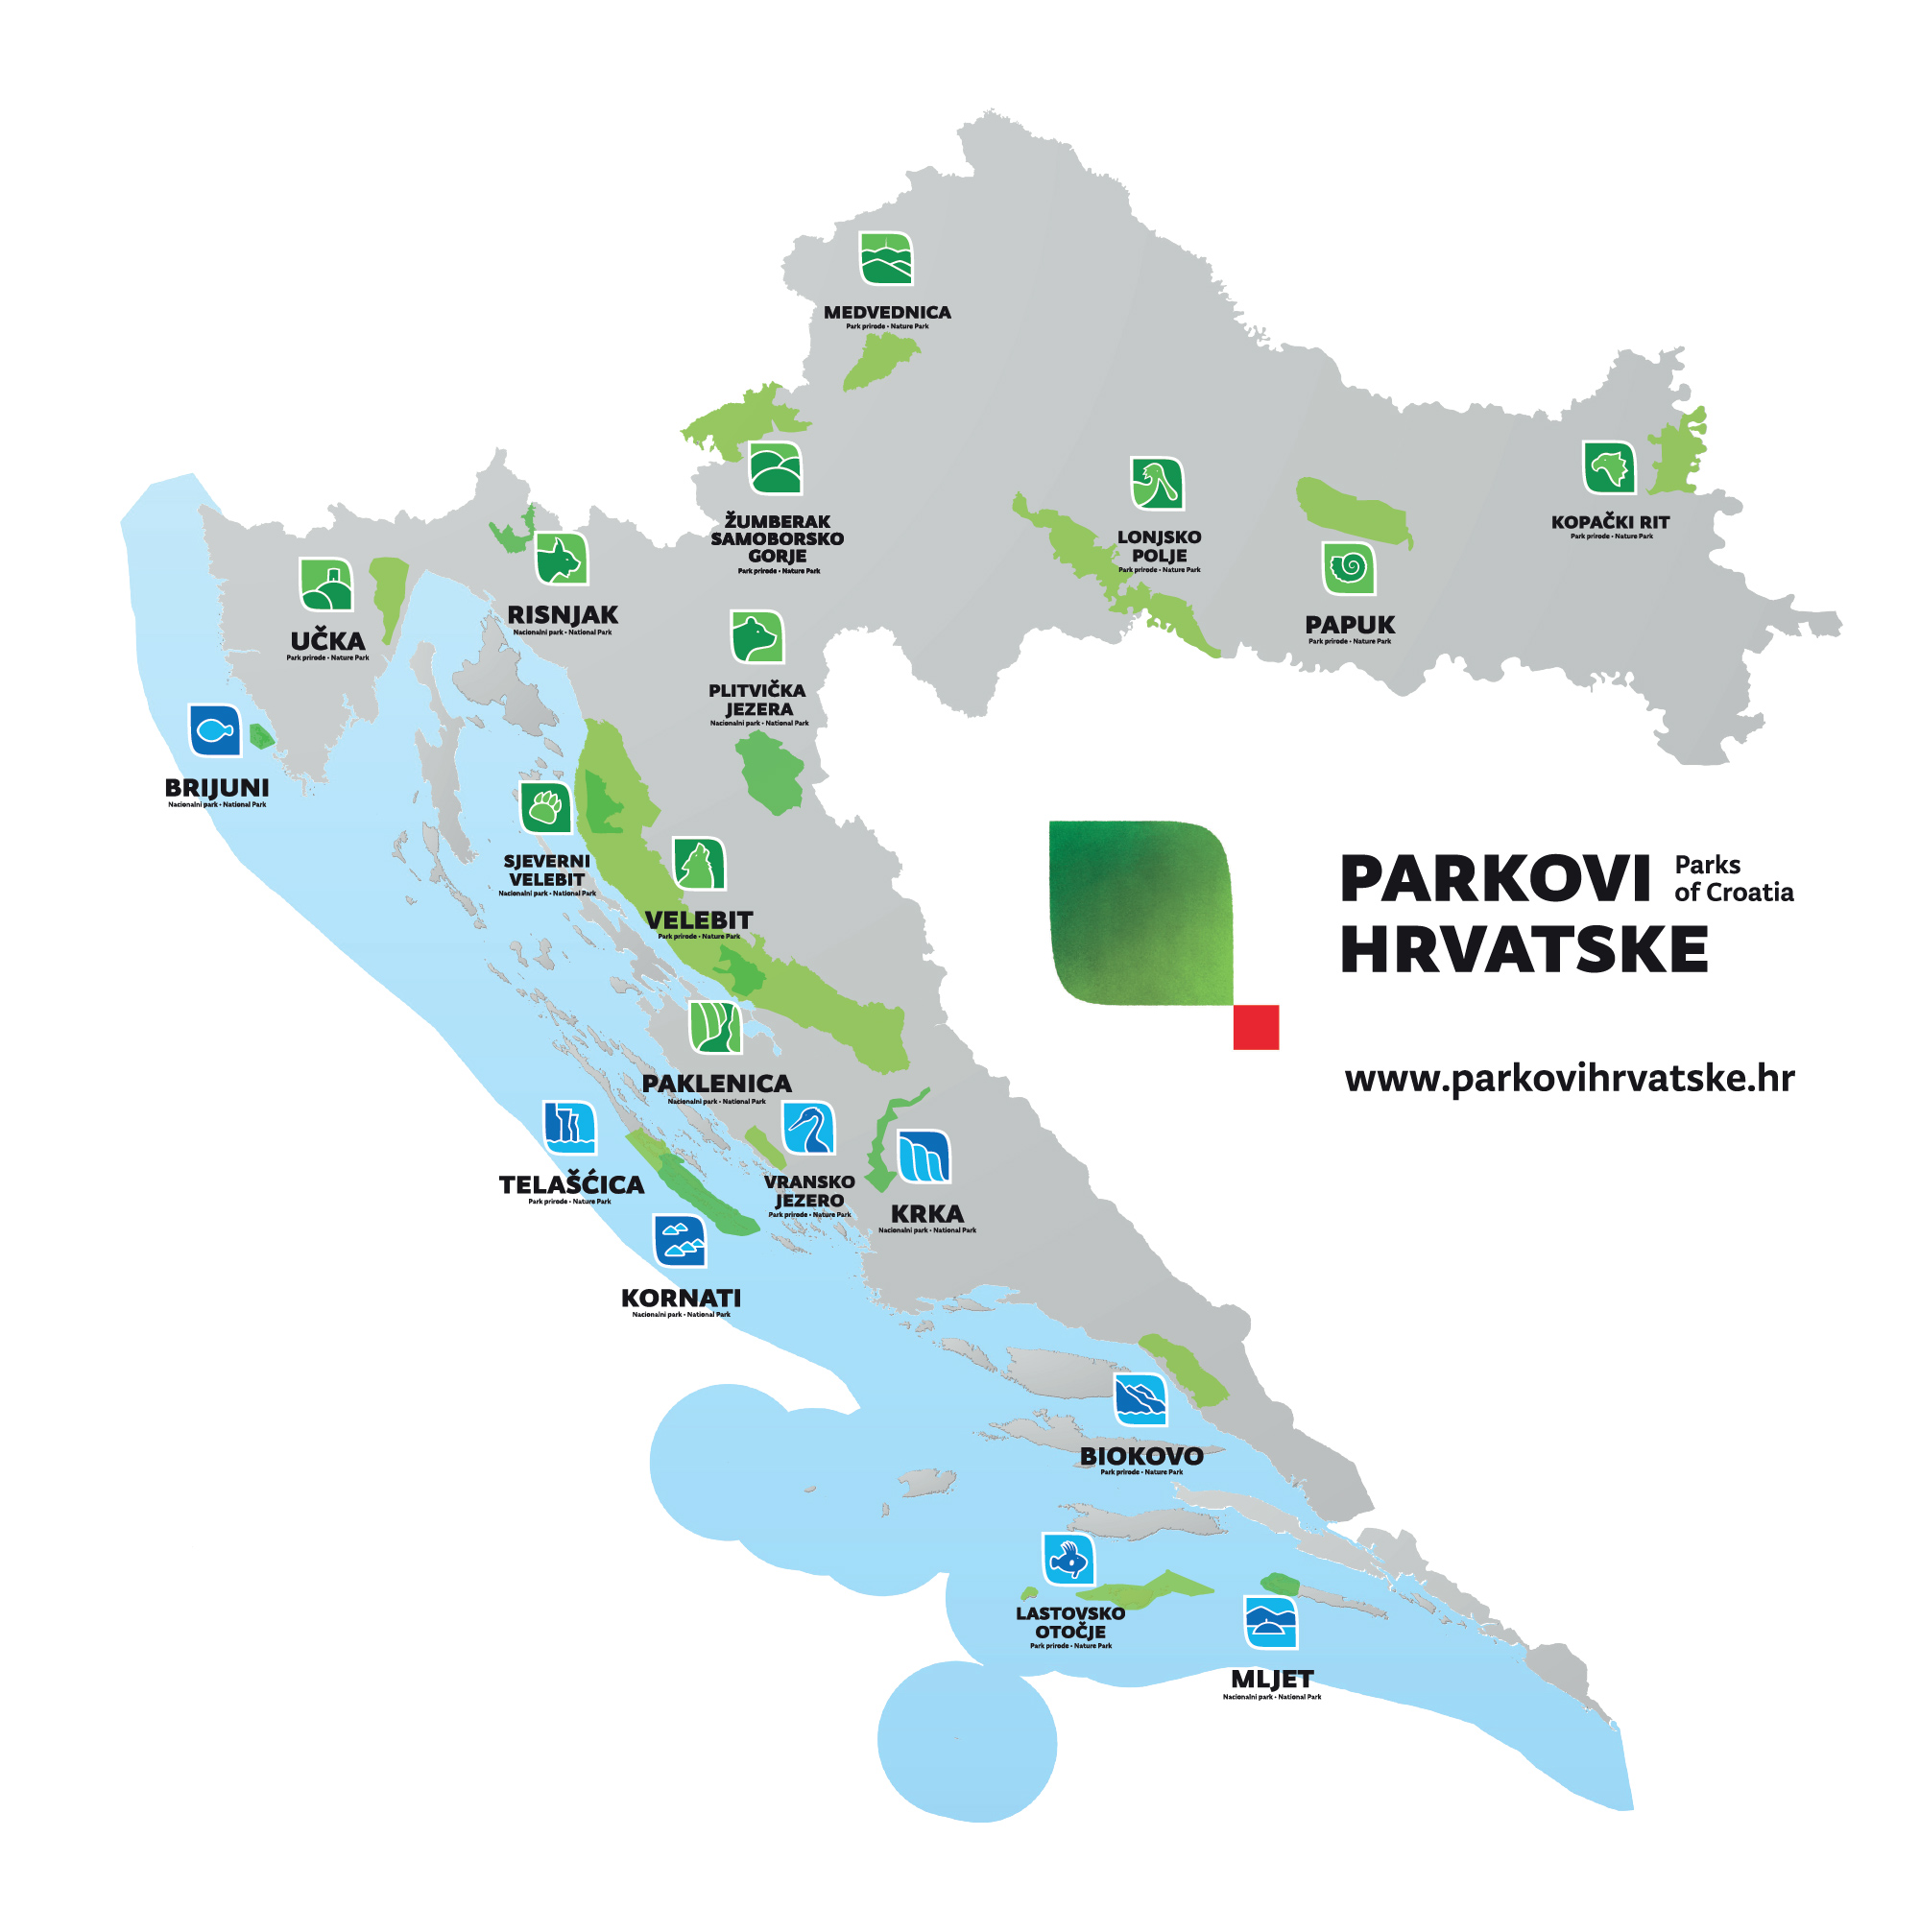 MEDVEDNICA
Park prirode • Nature Park
ŽUMBERAK
SAMOBORSKO
GORJE
Park prirode • Nature Park
KOPAČKI RIT
Park prirode • Nature Park
LONJSKO
POLJE
Park prirode • Nature Park
PAPUK
Park prirode • Nature Park
RISNJAK
Nacionalni park • National Park
UČKA
Park prirode • Nature Park
PLITVIČKA
JEZERA
Nacionalni park • National Park
BRIJUNI
Nacionalni park • National Park
SJEVERNI
VELEBIT
Nacionalni park • National Park
VELEBIT
Park prirode • Nature Park
PARKOVI
HRVATSKE
Parks
of Croatia
www.parkovihrvatske.hr
PAKLENICA
Nacionalni park • National Park
TELAŠĆICA
Park prirode • Nature Park
VRANSKO
JEZERO
Park prirode • Nature Park
KRKA
Nacionalni park • National Park
KORNATI
Nacionalni park • National Park
BIOKOVO
Park prirode • Nature Park
LASTOVSKO
OTOČJE
Park prirode • Nature Park
MLJET
Nacionalni park • National Park